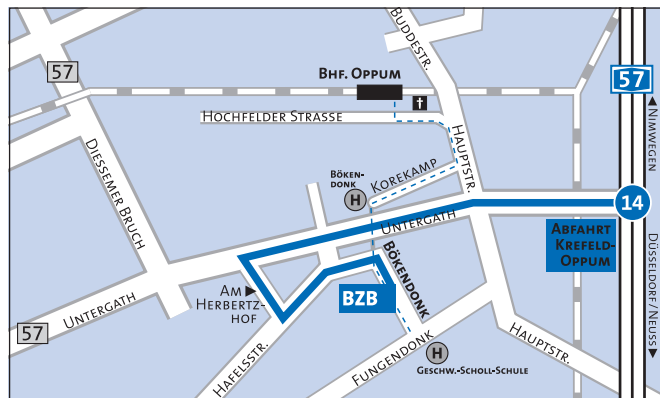 BUDDESTR.
57
57
BHF. OPPUM
NIMWEGEN
HOCHFELDER STRASSE
HAUPTSTR.
DIESSEMER BRUCH
BÖKEN-
DONK
H
KOREKAMP
14
UNTERGATH
ABFAHRT
KREFELD-
OPPUM
BÖKENDONK
DÜSSELDORF/NEUSS
AM
HERBERTZ-
HOF
BZB
UNTERGATH
57
HAFELSSTR.
FUNGENDONK
H
GESCHW.-SCHOLL-SCHULE
HAUPTSTR.